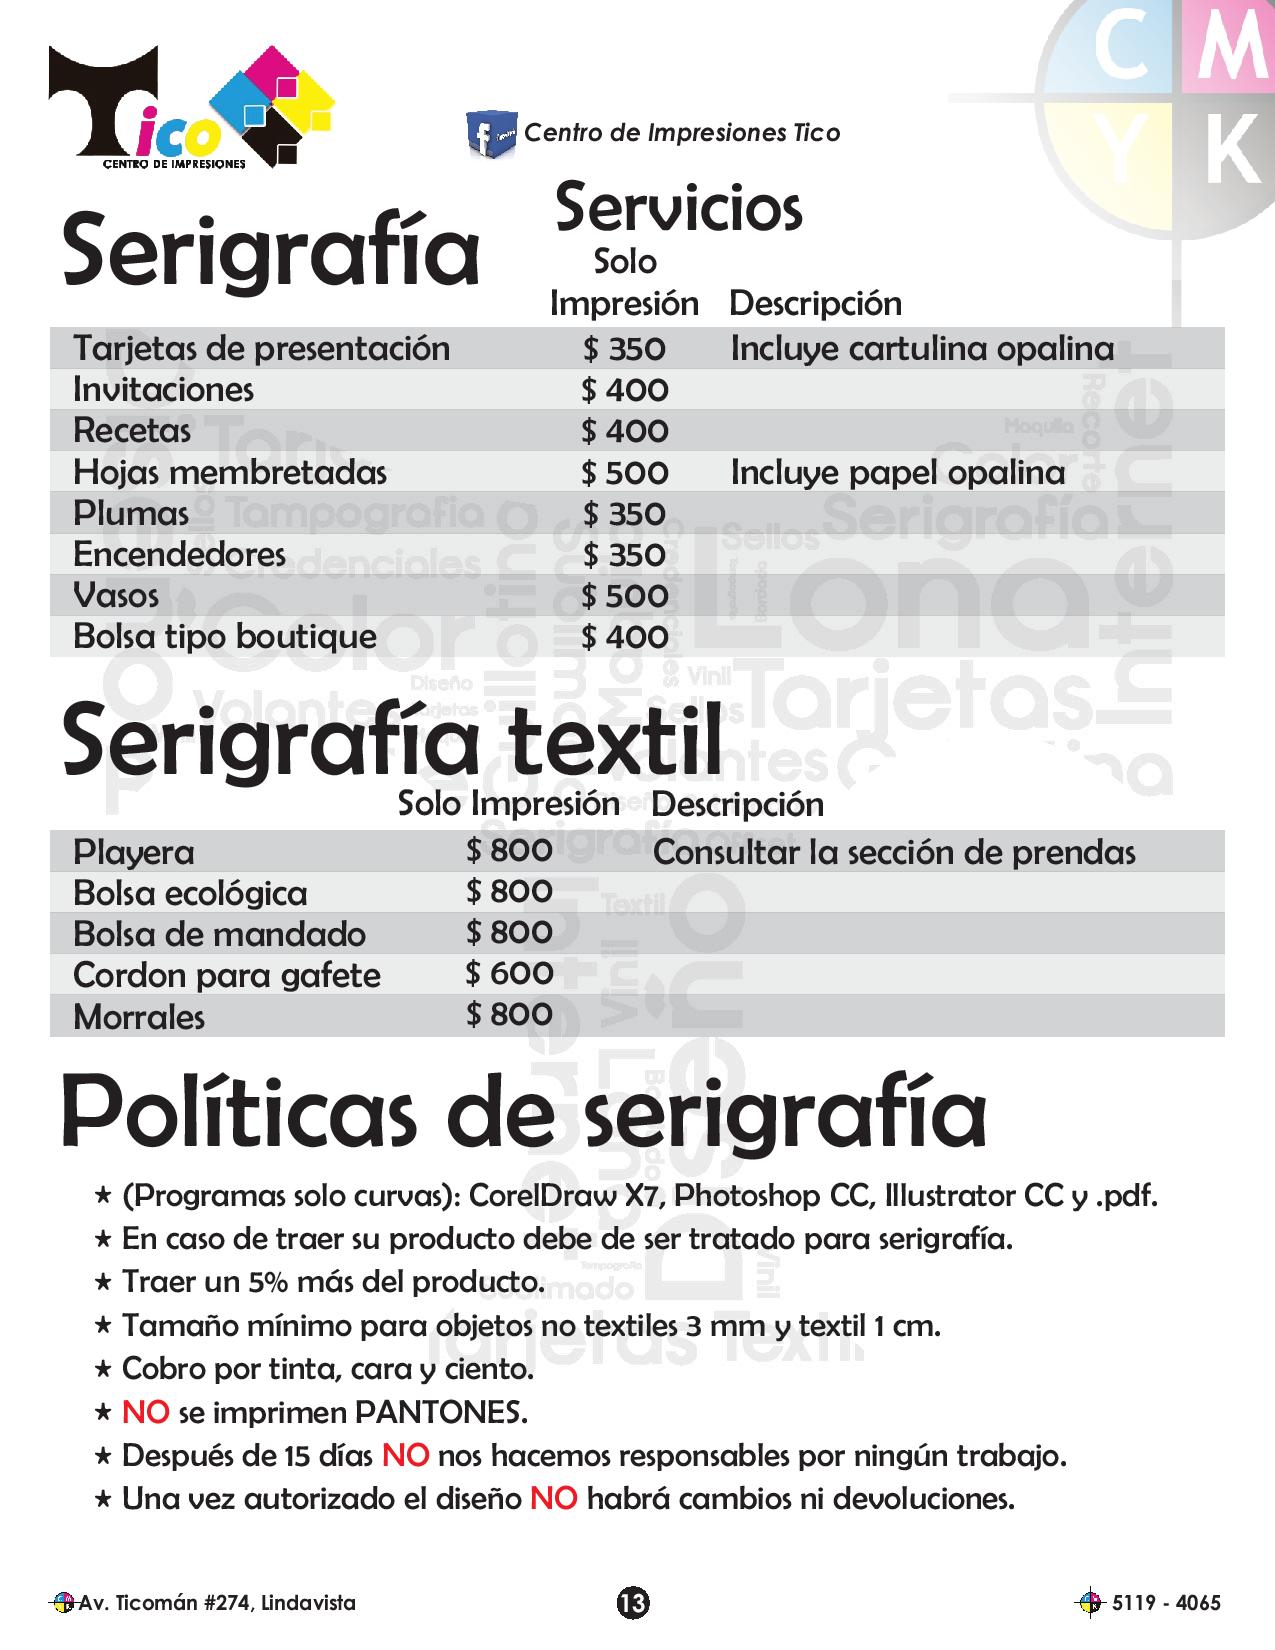 Tico
CENTRO DE IMPRESIONES
Centro de Impresiones Tico
C M
Y K
Servicios
Serigrafía
Solo
Impresión Descripción
Tarjetas de presentación $ 350 Incluye cartulina opalina
Invitaciones $ 400
Recetas $ 400
Hojas membretadas $ 500 Incluye papel opalina
Plumas $ 350
Encendedores $ 350
Vasos $ 500
Bolsa tipo boutique $ 400
Serigrafía textil
Solo Impresión Descripción
Playera $ 800 Consultar la sección de prendas
Bolsa ecológica $ 800
Bolsa de mandado $ 800
Cordon para gafete $ 600
Morrales $ 800
Políticas de serigrafía
★ (Programas solo curvas): CorelDraw X7, Photoshop CC, Illustrator CC y .pdf.
★ En caso de traer su producto debe de ser tratado para serigrafía.
★ Traer un 5% más del producto.
★ Tamaño mínimo para objetos no textiles 3 mm y textil 1 cm.
★ Cobro por tinta, cara y ciento.
★ NO se imprimen PANTONES.
★ Después de 15 días NO nos hacemos responsables por ningún trabajo.
★ Una vez autorizado el diseño NO habrá cambios ni devoluciones.
Av. Ticomán #274, Lindavista
13
5119 - 4065